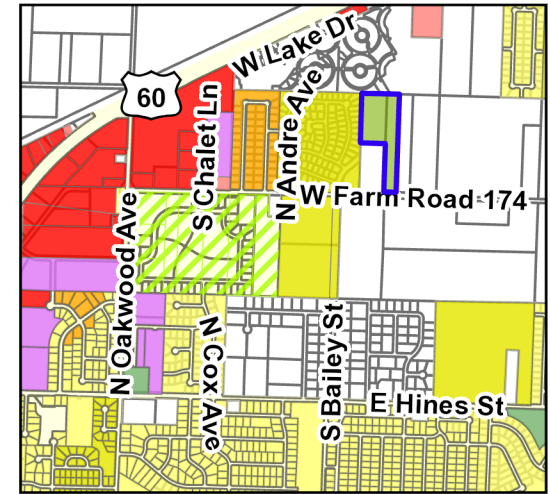 W Lake Dr
60
S Chalet Ln
N Andre Ave
W Farm Road 174
N Oakwood Ave
N Cox Ave
S Bailey St
E Hines St